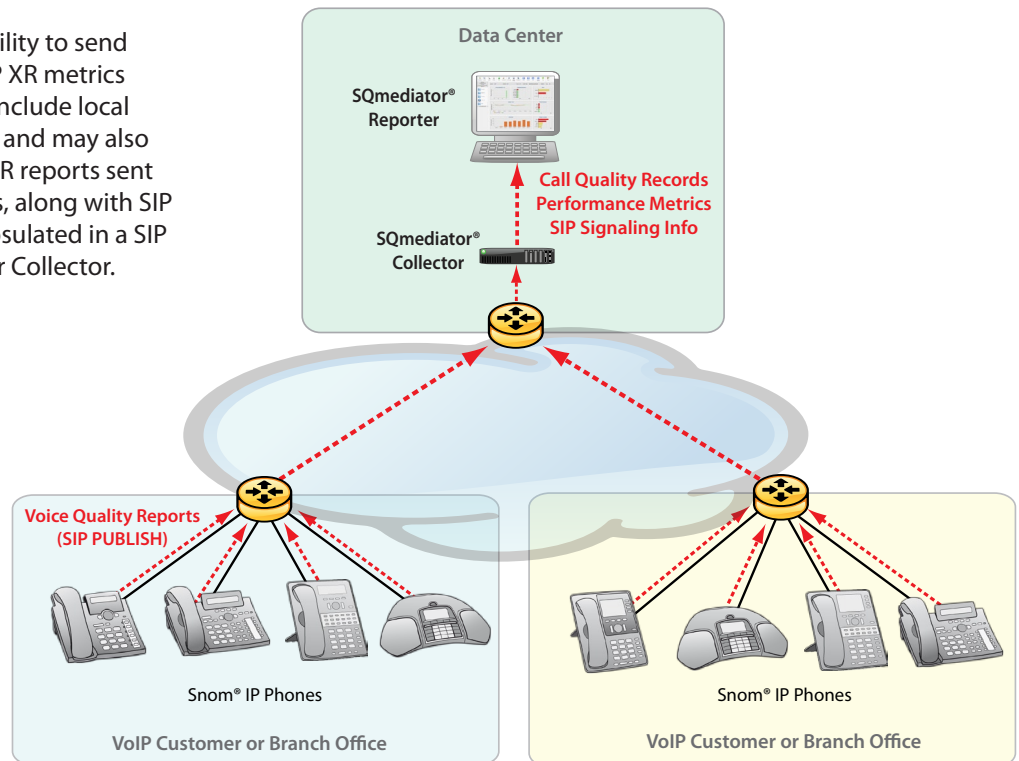 ility to send
P XR metrics
nclude local
and may also
R reports sent
s, along with SIP
psulated in a SIP
r Collector.
Data Center
SQmediator®
Reporter
Call Quality Records
Performance Metrics
SIP Signaling Info
SQmediator®
Collector
Voice Quality Reports
(SIP PUBLISH)
Snom® IP Phones
VoIP Customer or Branch Office
Snom® IP Phones
VoIP Customer or Branch Office